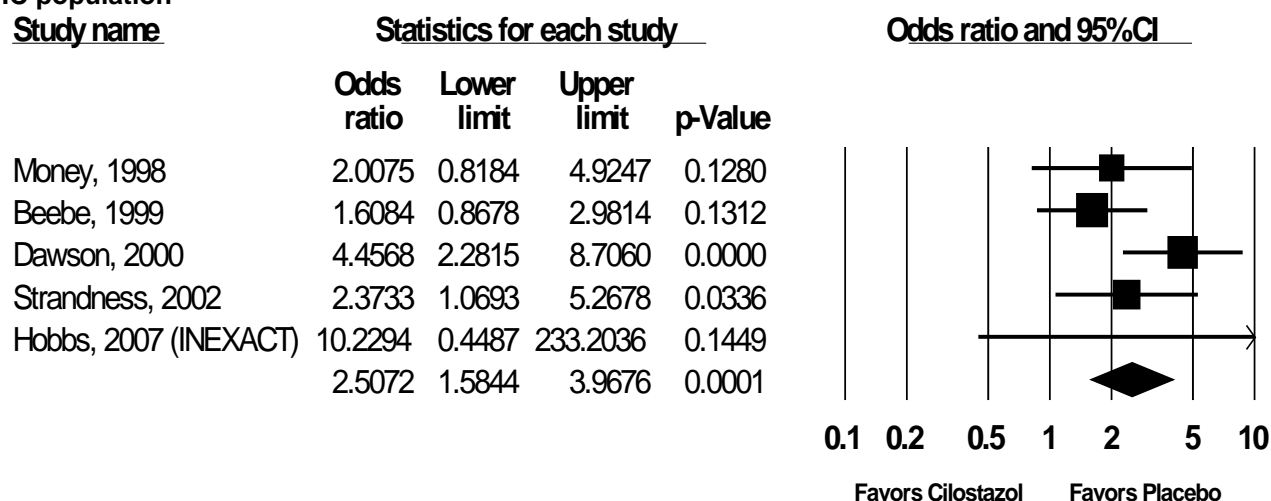 population
Study name Statistics for each study Odds ratio and 95%CI
Odds Lower Upper
ratio limit limit p-Value
Money, 1998 2.0075 0.8184 4.9247 0.1280
Beebe, 1999 1.6084 0.8678 2.9814 0.1312
Dawson, 2000 4.4568 2.2815 8.7060 0.0000
Strandness, 2002 2.3733 1.0693 5.2678 0.0336
Hobbs, 2007 (INEXACT) 10.2294 0.4487 233.2036 0.1449
2.5072 1.5844 3.9676 0.0001
0.1 0.2 0.5 1 2 5 10
Favors Cilostazol Favors Placebo